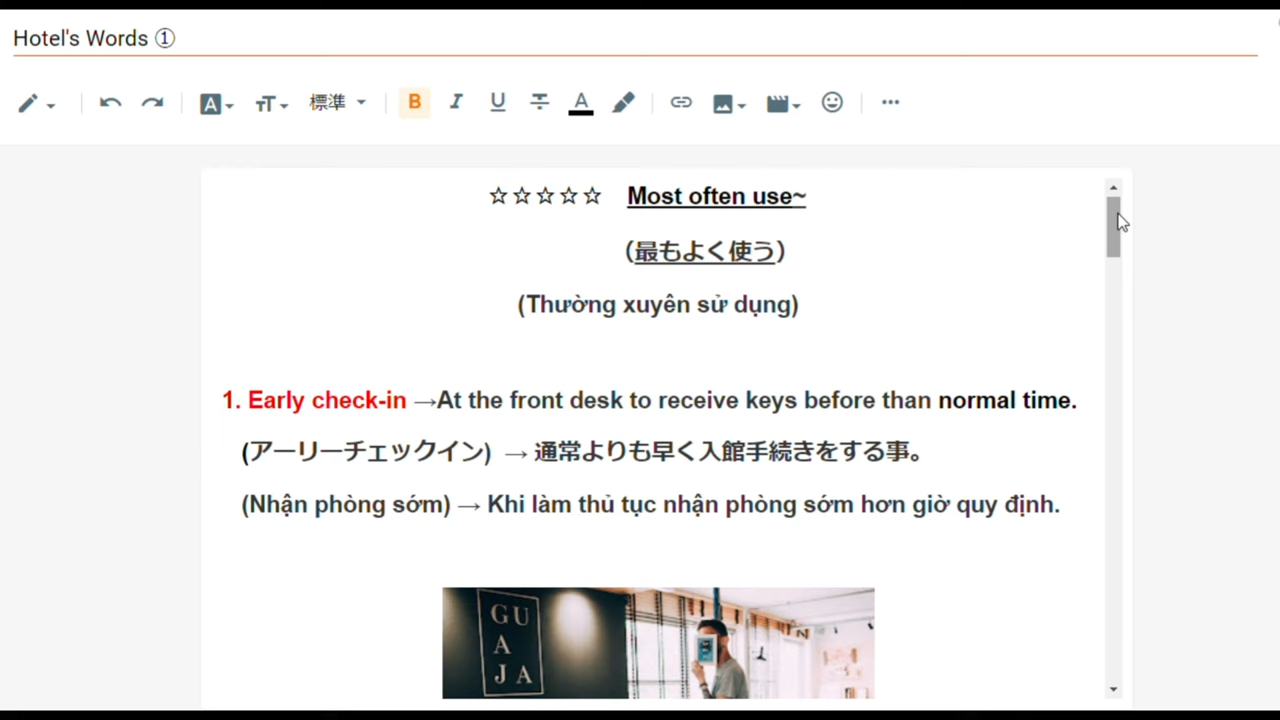 Hotel's Words ①
標準 B I U A
☆☆☆☆☆ Most often use~
（最もよく使う）
(Thường xuyên sử dụng)
1. Early check-in →At the front desk to receive keys before than normal time.
(アーリーチェックイン) → 通常よりも早く入館手続きをする事。
(Nhận phòng sớm) → Khi làm thủ tục nhận phòng sớm hơn giờ quy định.
GU
A
JA